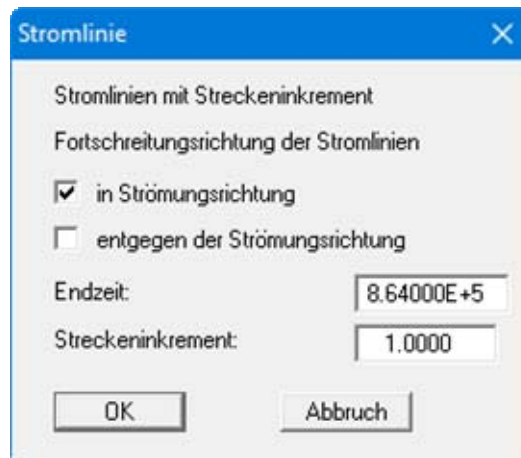 Stromlinie
Stromlinien mit Streckeninkrement
Fortschreitungsrichtung der Stromlinien
in Strömungsrichtung
entgegen der Strömungsrichtung
Endzeit: 8.64000E+5
Streckeninkrement: 1.0000
OK Abbruch